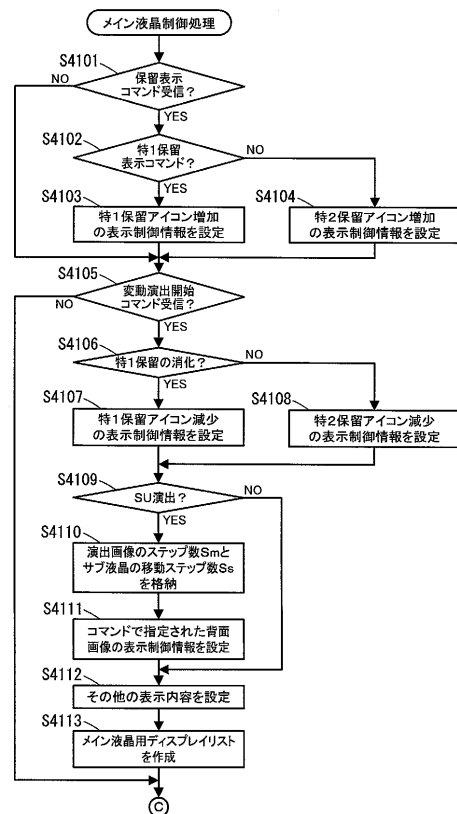 メイン液晶制御処理
S4101
NO
保留表示
コマンド受信?
YES
S4102
特1保留
表示コマンド?
NO
YES
S4103
特1保留アイコン増加
の表示制御情報を設定
S4104
特2保留アイコン増加
の表示制御情報を設定
S4105
NO
変動演出開始
コマンド受信?
YES
S4106
特1保留の消化?
NO
YES
S4107
特1保留アイコン減少
の表示制御情報を設定
S4108
特2保留アイコン減少
の表示制御情報を設定
S4109
SU演出?
NO
YES
S4110
演出画像のステップ数Smと
サブ液晶の移動ステップ数Ss
を格納
S4111
コマンドで指定された背面
画像の表示制御情報を設定
S4112
その他の表示内容を設定
S4113
メイン液晶用ディスプレイリスト
を作成
C